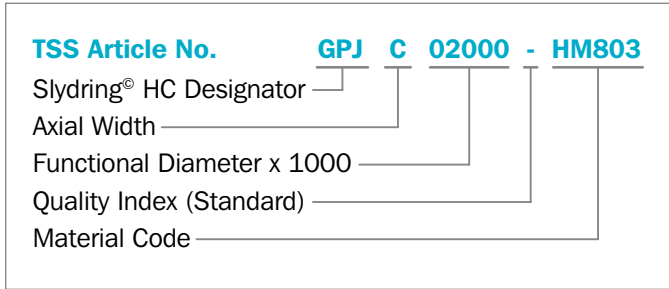 TSS Article No. GPJ C 02000 - HM803
Slydring© HC Designator
Axial Width
Functional Diameter x 1000
Quality Index (Standard)
Material Code